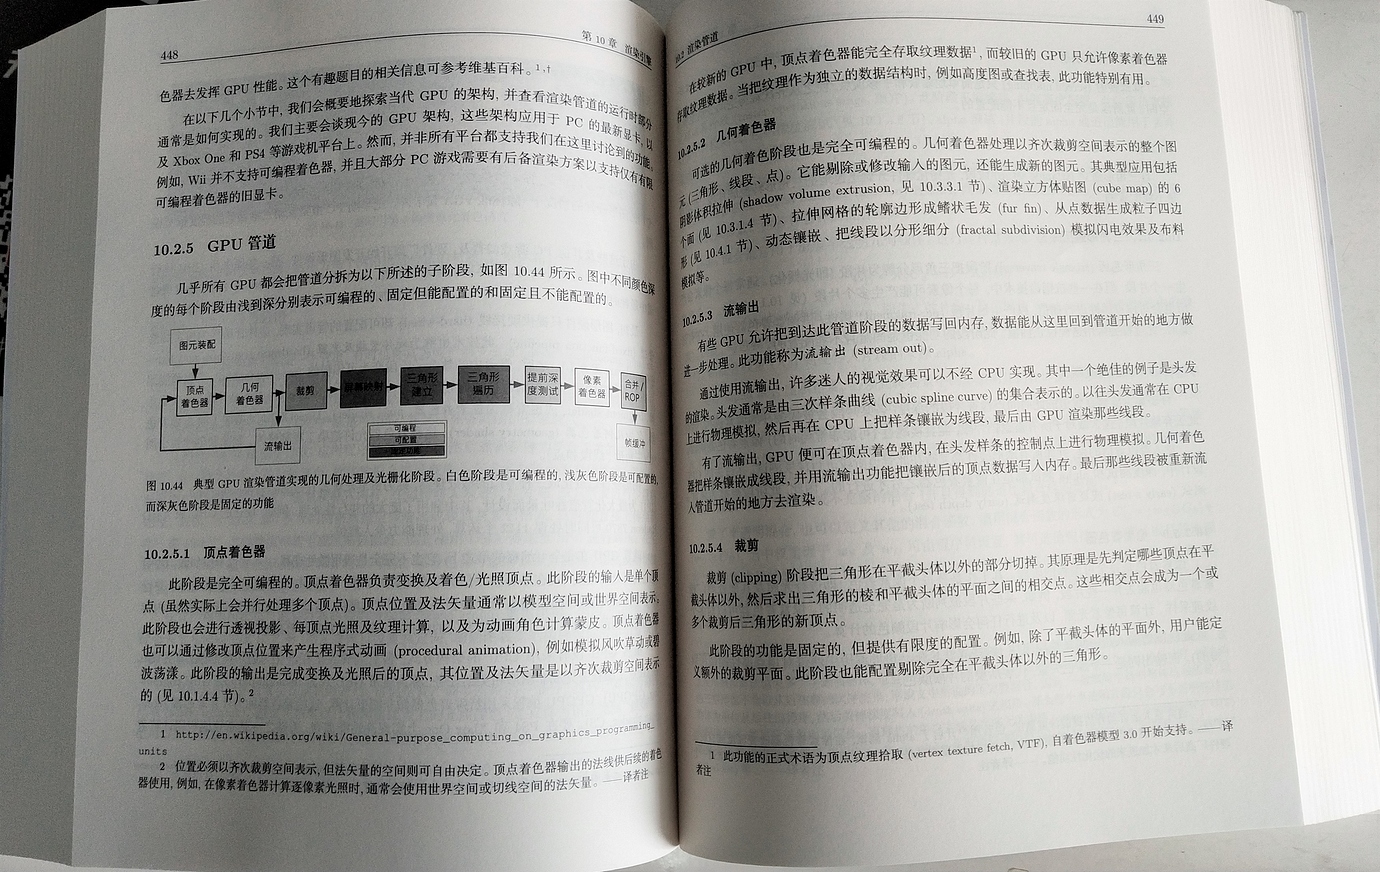 448
第 10 章 渲染引擎
色器去发挥 GPU 性能。这个有趣题目的相关信息可参考维基百科。1,†
在以下几个小节中, 我们会概要地探索当代 GPU 的架构, 并查看渲染管道的运行时部分
通常是如何实现的。我们主要会谈现今的 GPU 架构, 这些架构应用于 PC 的最新显卡, 以
及 Xbox One 和 PS4 等游戏机平台上。然而, 并非所有平台都支持我们在这里讨论到的功能。
例如, Wii 并不支持可编程着色器, 并且大部分 PC 游戏需要有后备渲染方案以支持仅有有限
可编程着色器的旧显卡。
10.2.5 GPU 管道
几乎所有 GPU 都会把管道分拆为以下所述的子阶段, 如图 10.44 所示。图中不同颜色深
度的每个阶段由浅到深分别表示可编程的、固定但能配置的和固定且不能配置的。
图元装配
顶点
着色器
几何
着色器
裁剪
屏幕映射
三角形
建立
三角形
遍历
提前深
度测试
像素
着色器
合并 /
ROP
流输出
可编程
可配置
帧缓冲
图 10.44 典型 GPU 渲染管道实现的几何处理及光栅化阶段。白色阶段是可编程的, 浅灰色阶段是可配置的,
而深灰色阶段是固定的功能
10.2.5.1 顶点着色器
此阶段是完全可编程的。顶点着色器负责变换及着色/光照顶点。此阶段的输入是单个顶
点 (虽然实际上会并行处理多个顶点)。顶点位置及法矢量通常以模型空间或世界空间表示。
此阶段也会进行透视投影、每顶点光照及纹理计算, 以及为动画角色计算蒙皮。顶点着色器
也可以通过修改顶点位置来产生程序式动画 (procedural animation), 例如模拟风吹草动或碧
波荡漾。此阶段的输出是完成变换及光照后的顶点, 其位置及法矢量是以齐次裁剪空间表示
的 (见 10.1.4.4 节)。2
1 http://en.wikipedia.org/wiki/General-purpose_computing_on_graphics_programming_
units
2 位置必须以齐次裁剪空间表示, 但法矢量的空间则可自由决定。顶点着色器输出的法线供后续的着色
器使用, 例如, 在像素着色器计算逐像素光照时, 通常会使用世界空间或切线空间的法矢量。——译者注
10.2 渲染管道
449
在较新的 GPU 中, 顶点着色器能完全存取纹理数据1, 而较旧的 GPU 只允许像素着色器
存取纹理数据。当把纹理作为独立的数据结构时, 例如高度图或查找表, 此功能特别有用。
10.2.5.2 几何着色器
可选的几何着色阶段也是完全可编程的。几何着色器处理以齐次裁剪空间表示的整个图
元 (三角形、线段、点)。它能剔除或修改输入的图元, 还能生成新的图元。其典型应用包括
阴影体积拉伸 (shadow volume extrusion, 见 10.3.3.1 节)、渲染立方体贴图 (cube map) 的 6
个面 (见 10.3.1.4 节)、拉伸网格的轮廓边形成鳍状毛发 (fur fin)、从点数据生成粒子四边
形 (见 10.4.1 节)、动态镶嵌、把线段以分形细分 (fractal subdivision) 模拟闪电效果及布料
模拟等。
10.2.5.3 流输出
有些 GPU 允许把到达此管道阶段的数据写回内存, 数据能从这里回到管道开始的地方做
进一步处理。此功能称为流输出 (stream out)。
通过使用流输出, 许多迷人的视觉效果可以不经 CPU 实现。其中一个绝佳的例子是头发
的渲染。头发通常是由三次样条曲线 (cubic spline curve) 的集合表示的。以往头发通常在 CPU
上进行物理模拟, 然后再在 CPU 上把样条镶嵌为线段, 最后由 GPU 渲染那些线段。
有了流输出, GPU 便可在顶点着色器内, 在头发样条的控制点上进行物理模拟。几何着色
器把样条镶嵌成线段, 并用流输出功能把镶嵌后的顶点数据写入内存。最后那些线段被重新流
入管道开始的地方去渲染。
10.2.5.4 裁剪
裁剪 (clipping) 阶段把三角形在平截头体以外的部分切掉。其原理是先判定哪些顶点在平
截头体以外, 然后求出三角形的棱和平截头体的平面之间的相交点。这些相交点会成为一个或
多个裁剪后三角形的新顶点。
此阶段的功能是固定的, 但提供有限度的配置。例如, 除了平截头体的平面外, 用户能定
义额外的裁剪平面。此阶段也能配置剔除完全在平截头体以外的三角形。
1 此功能的正式术语为顶点纹理拾取 (vertex texture fetch, VTF), 自着色器模型 3.0 开始支持。——译
者注